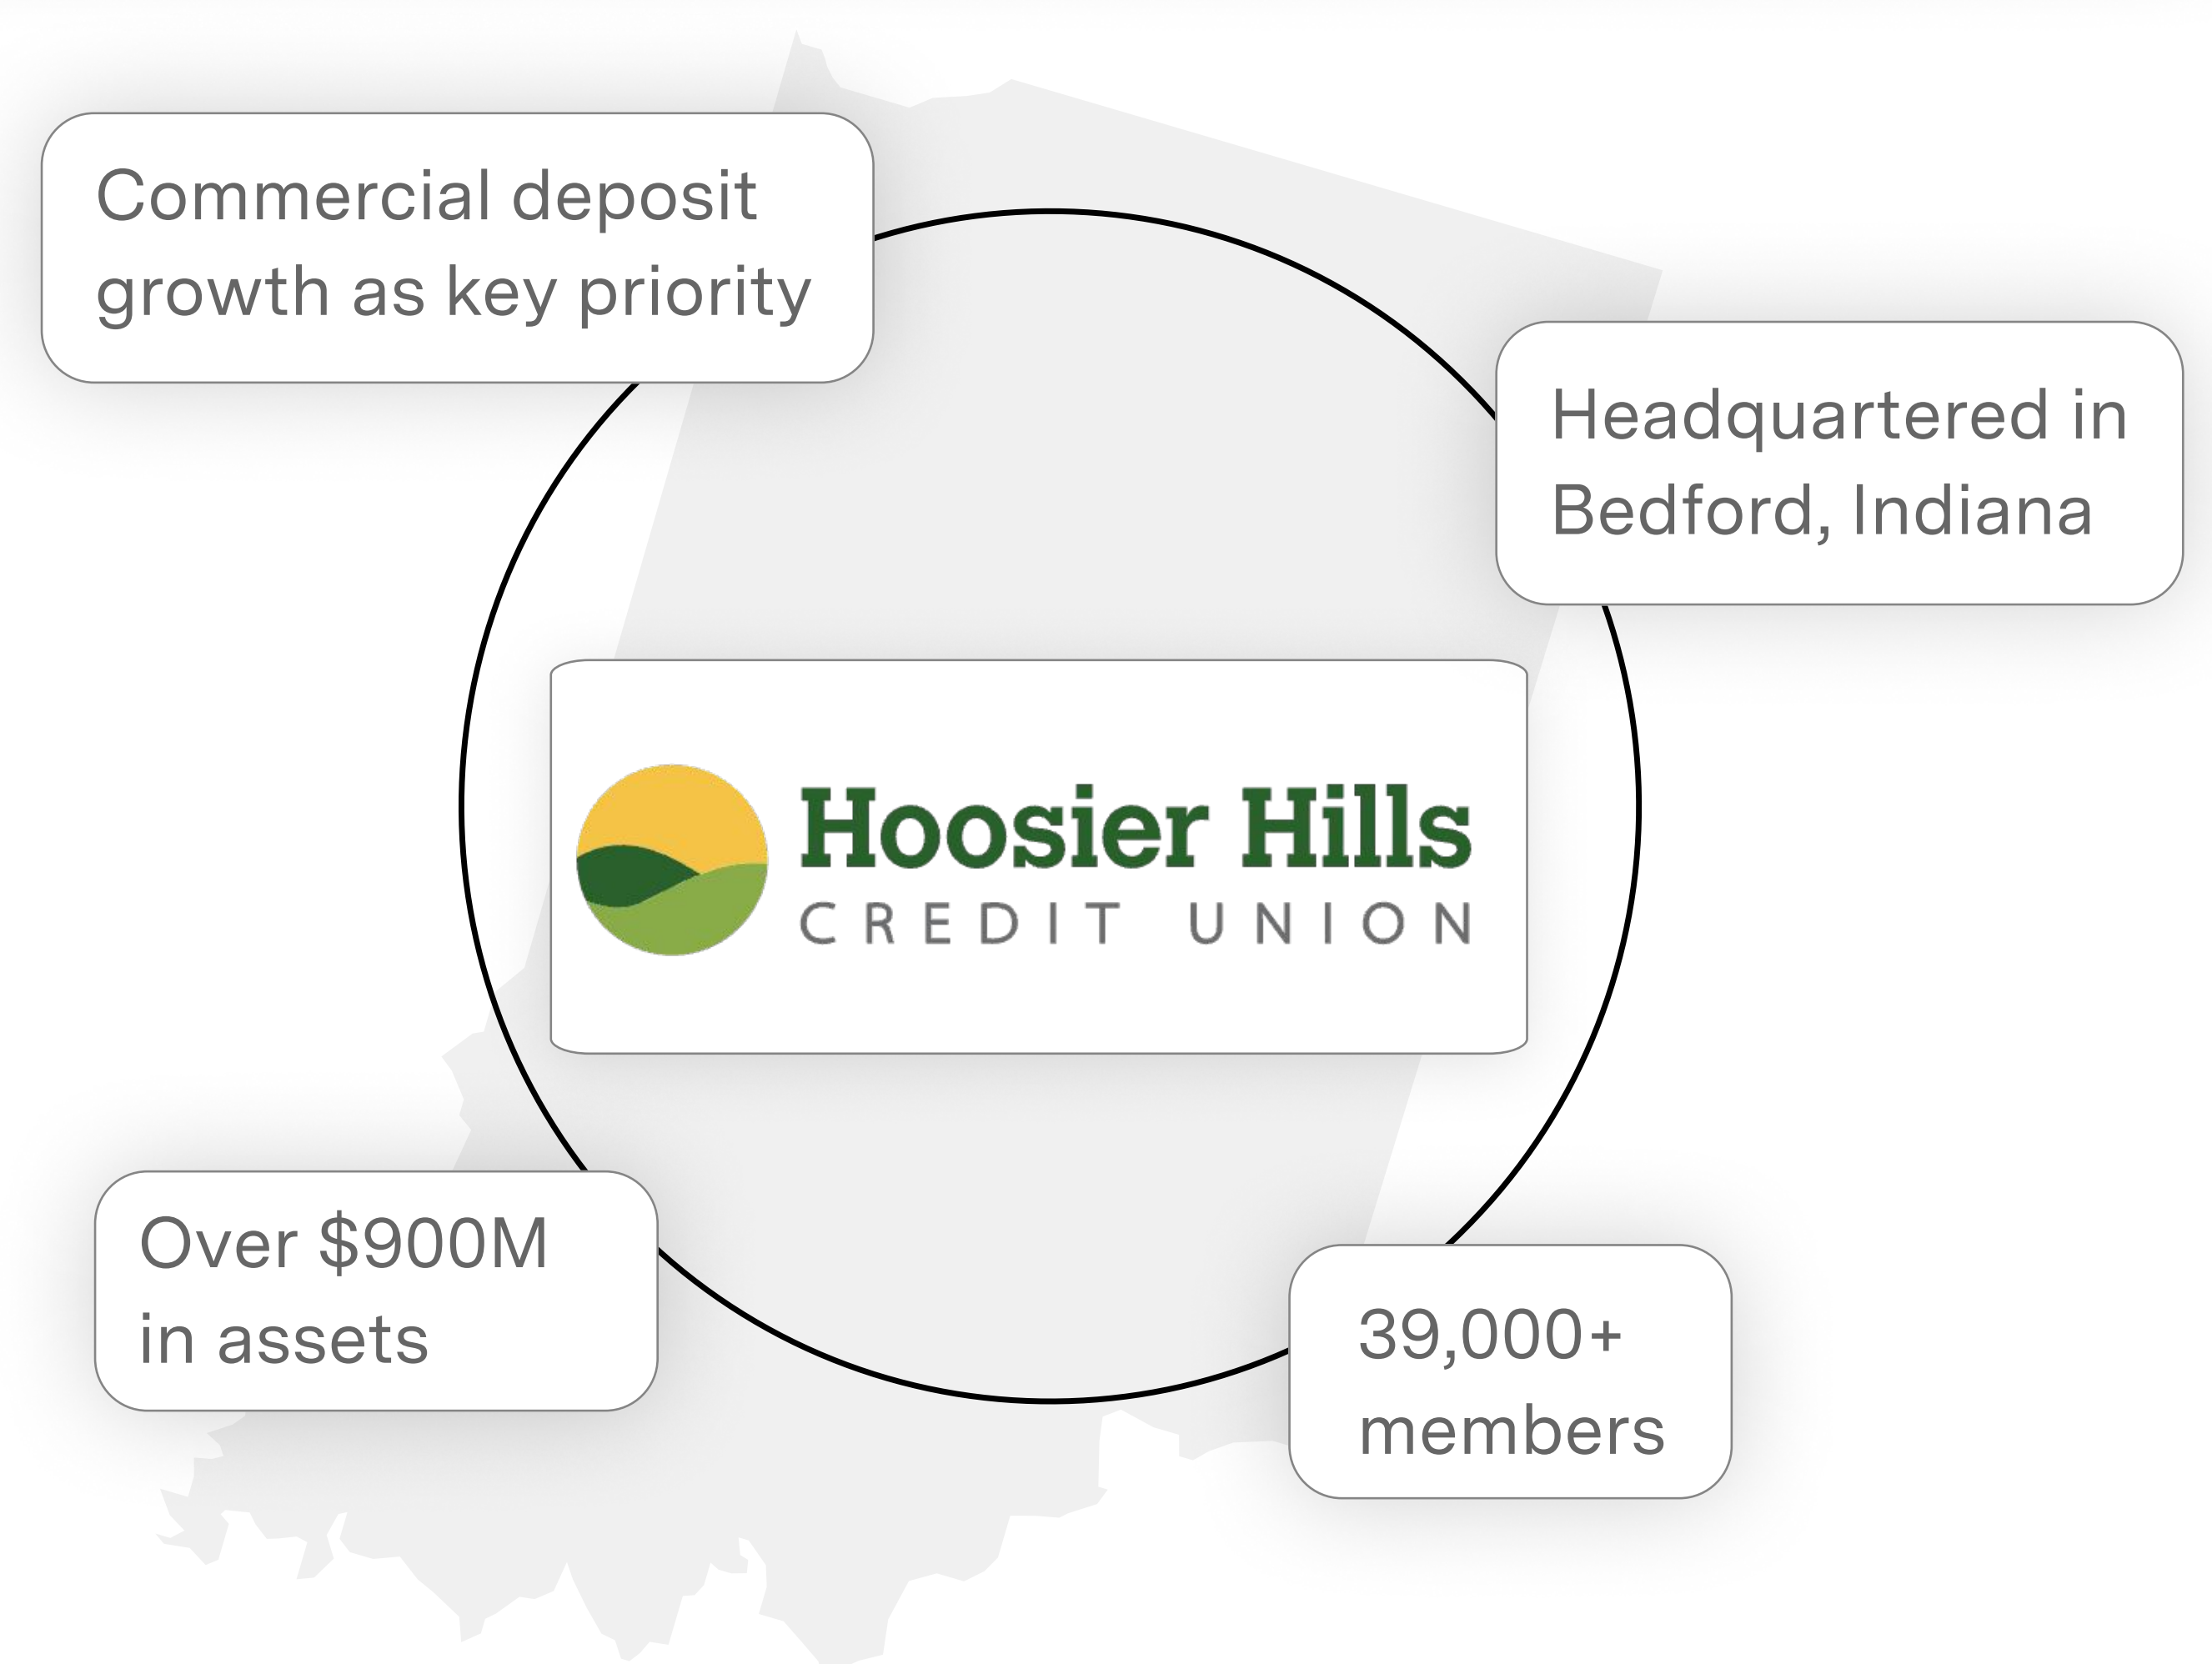 Commercial deposit
growth as key priority
Headquartered in
Bedford, Indiana
Hoosier Hills
CREDIT UNION
Over $900M
in assets
39,000+
members